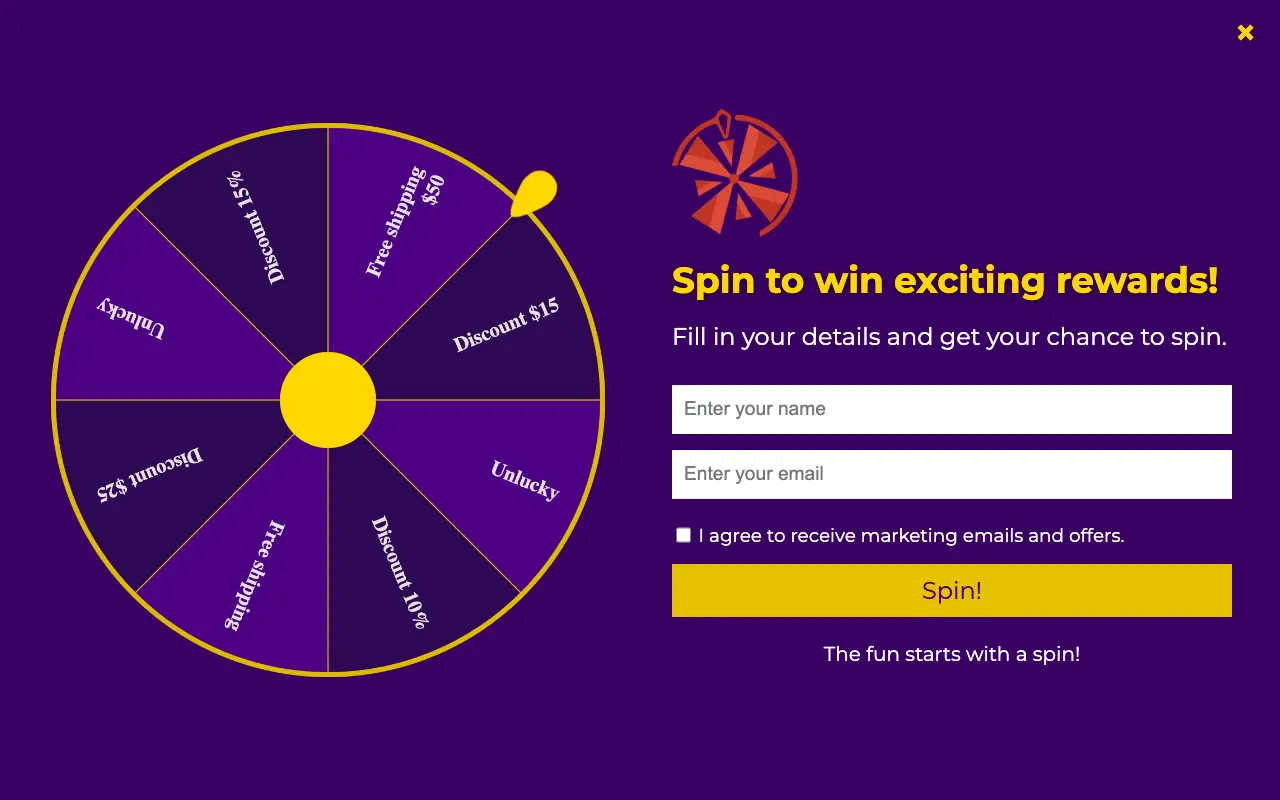 Discount 15%
Free shipping
$50
Unlucky
Discount $15
Discount $25
Unlucky
Free shipping
Discount 10%
Spin to win exciting rewards!
Fill in your details and get your chance to spin.
Enter your name
Enter your email
I agree to receive marketing emails and offers.
Spin!
The fun starts with a spin!